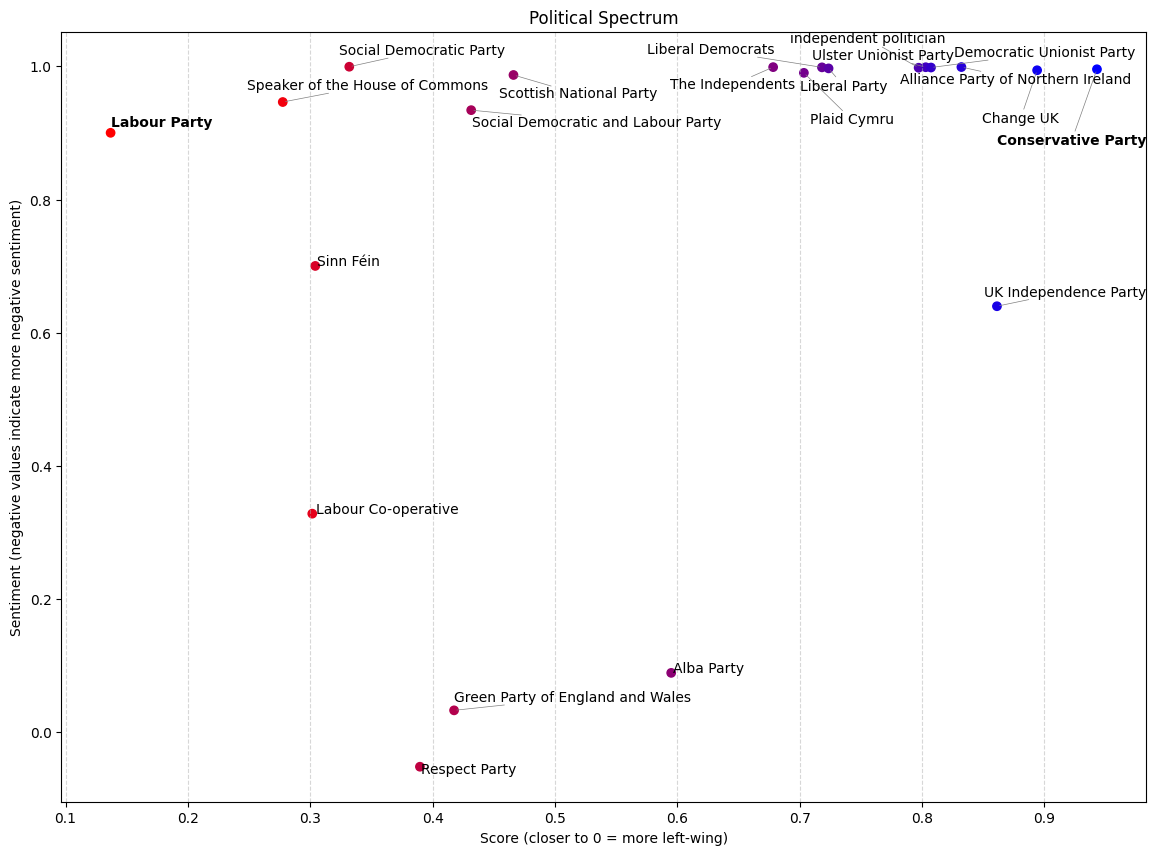 Political Spectrum
independent politician
Liberal Democrats
Social Democratic Party
Ulster Unionist Party
Democratic Unionist Party
1.0
Speaker of the House of Commons
The Independents
Liberal Party
Alliance Party of Northern Ireland
Scottish National Party
Labour Party
Social Democratic and Labour Party
Plaid Cymru
Change UK
Conservative Party
0.8
Sinn Féin
UK Independence Party
0.6
Sentiment (negative values indicate more negative sentiment)
Labour Co-operative
0.4
0.2
Alba Party
Green Party of England and Wales
0.0
Respect Party
0.1 0.2 0.3 0.4 0.5 0.6 0.7 0.8 0.9
Score (closer to 0 = more left-wing)